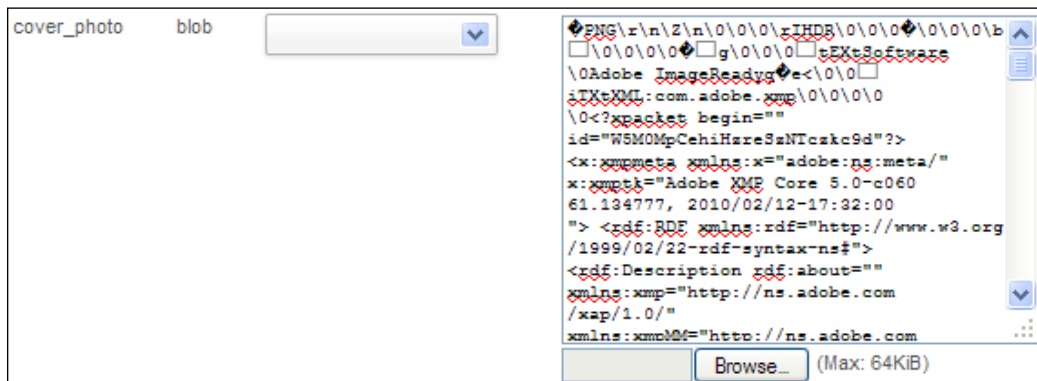 cover_photo blob
�PNG\r\n\Z\n\0\0\0\rIHDR\0\0\0�\0\0\0\b
□\0\0\0\0�□g\0\0\0□tEXtSoftware
\0Adobe ImageReadyq�e<\0\0□
iTXtXML:com.adobe.xmp\0\0\0\0
\0<?xpacket begin=""
id="W5M0MpCehiHzreSzNTczkc9d"?>
<x:xmpmeta xmlns:x="adobe:ns:meta/"
x:xmptk="Adobe XMP Core 5.0-c060
61.134777, 2010/02/12-17:32:00
"> <rdf:RDF xmlns:rdf="http://www.w3.org
/1999/02/22-rdf-syntax-ns#">
<rdf:Description rdf:about=""
xmlns:xmp="http://ns.adobe.com
/xap/1.0/"
xmlns:xmpMM="http://ns.adobe.com
Browse... (Max: 64KiB)